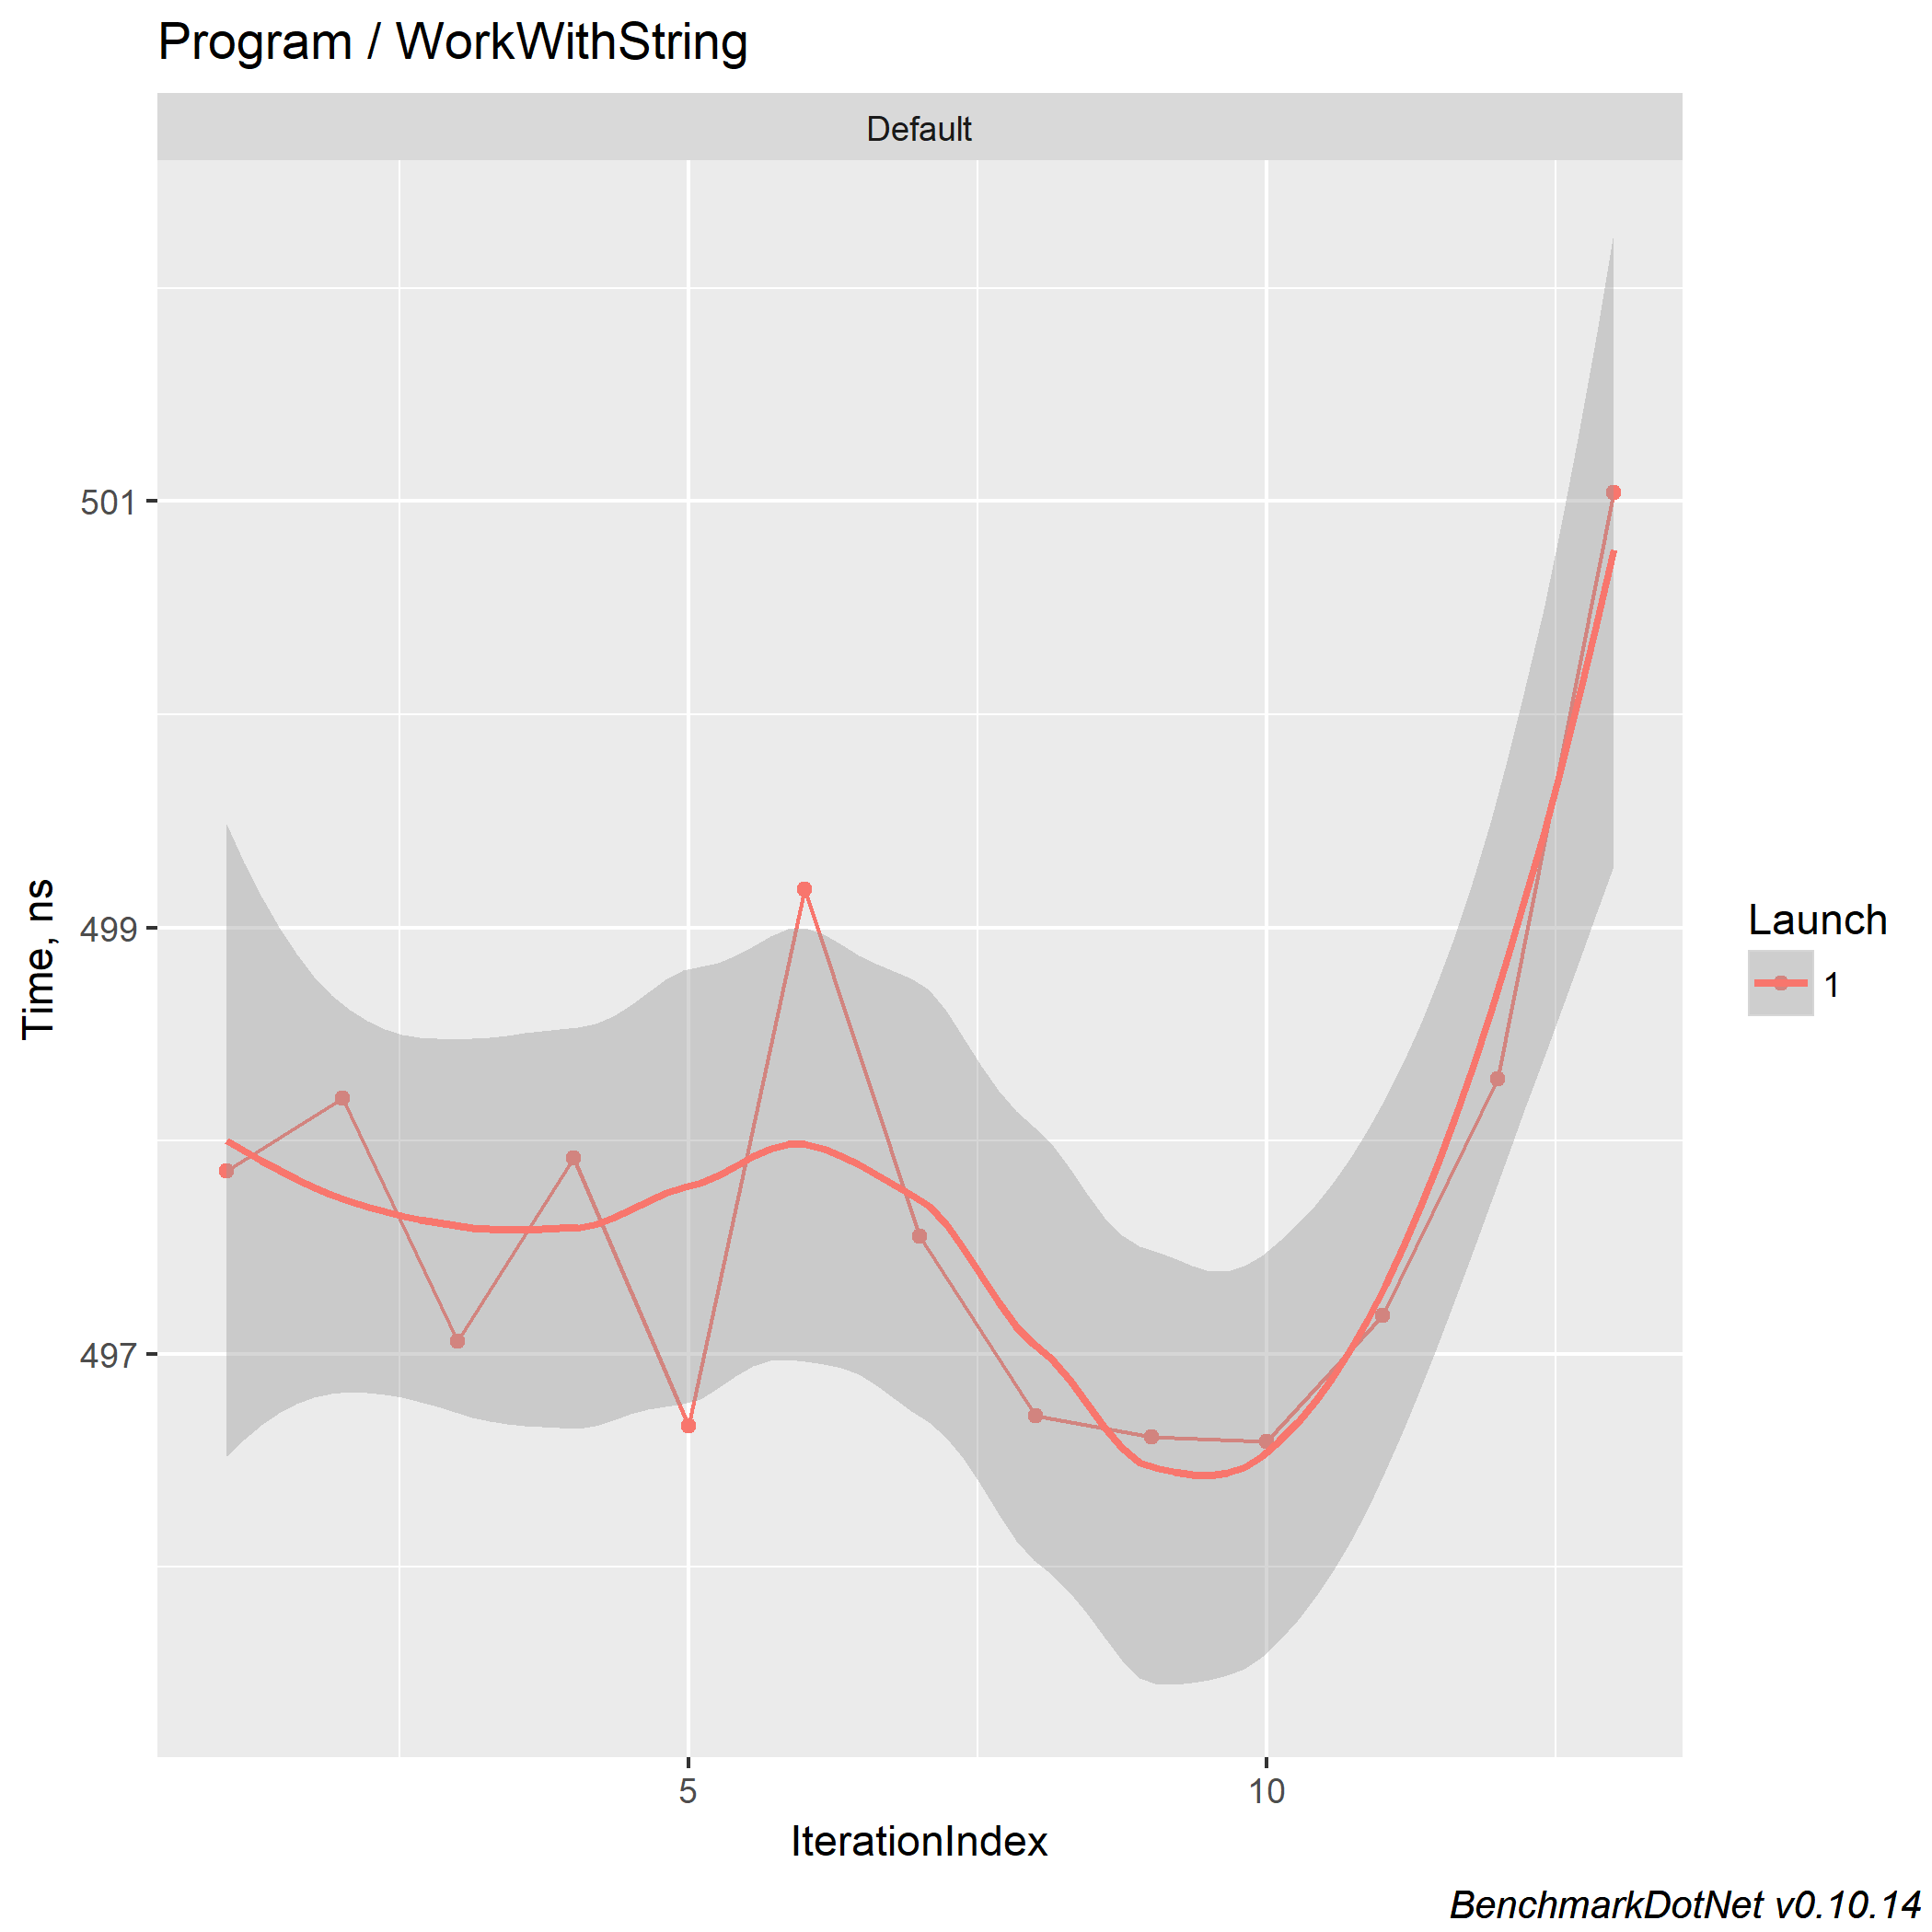 Program / WorkWithString
Default
501
499
497
Time, ns
5
10
IterationIndex
Launch
1
BenchmarkDotNet v0.10.14